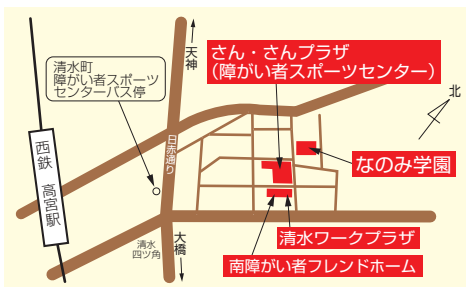 天神
さん・さんプラザ
（障がい者スポーツセンター）
清水町
障がい者スポーツ
センターバス停
北
日赤通り
西鉄 高宮駅
なのみ学園
清水ワークプラザ
南障がい者フレンドホーム
清水
四ツ角
大橋